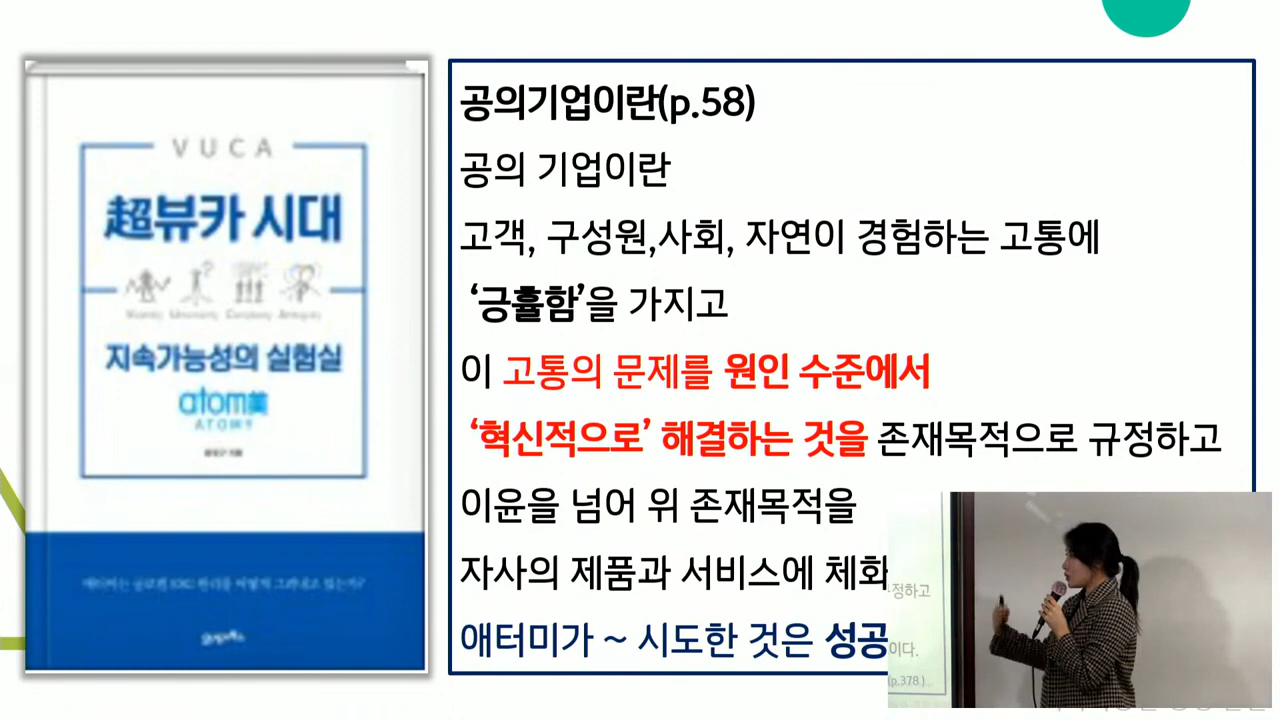 VUCA
超뷰카 시대
지속가능성의 실험실
atom美
ATOMY
공의기업이란(p.58)
공의 기업이란
고객, 구성원,사회, 자연이 경험하는 고통에
‘긍휼함’을 가지고
이 고통의 문제를 원인 수준에서
‘혁신적으로’ 해결하는 것을 존재목적으로 규정하고
이윤을 넘어 위 존재목적을
자사의 제품과 서비스에 체화
애터미가 ~ 시도한 것은 성공
정하고
이다.
(p.378.)